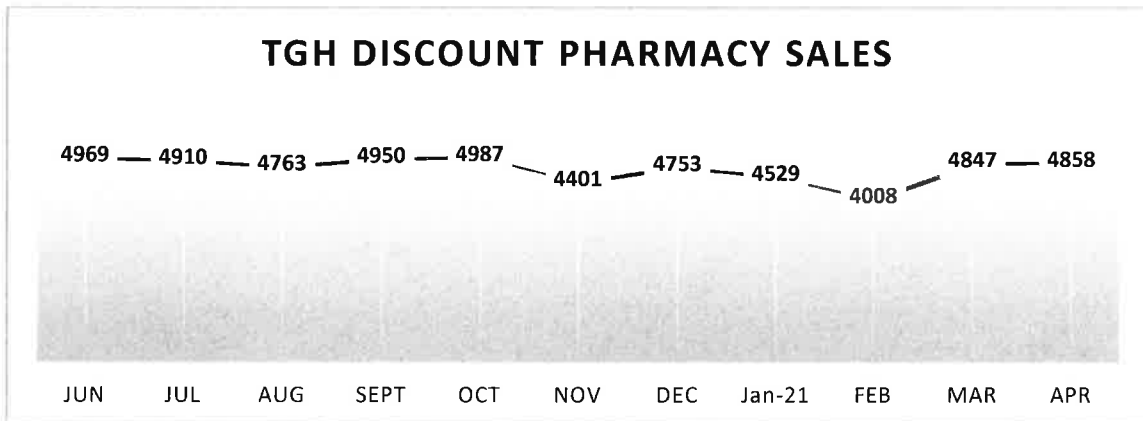 TGH DISCOUNT PHARMACY SALES
4969 4910 4763 4950 4987 4401 4753 4529 4008 4847 4858
JUN JUL AUG SEPT OCT NOV DEC Jan-21 FEB MAR APR